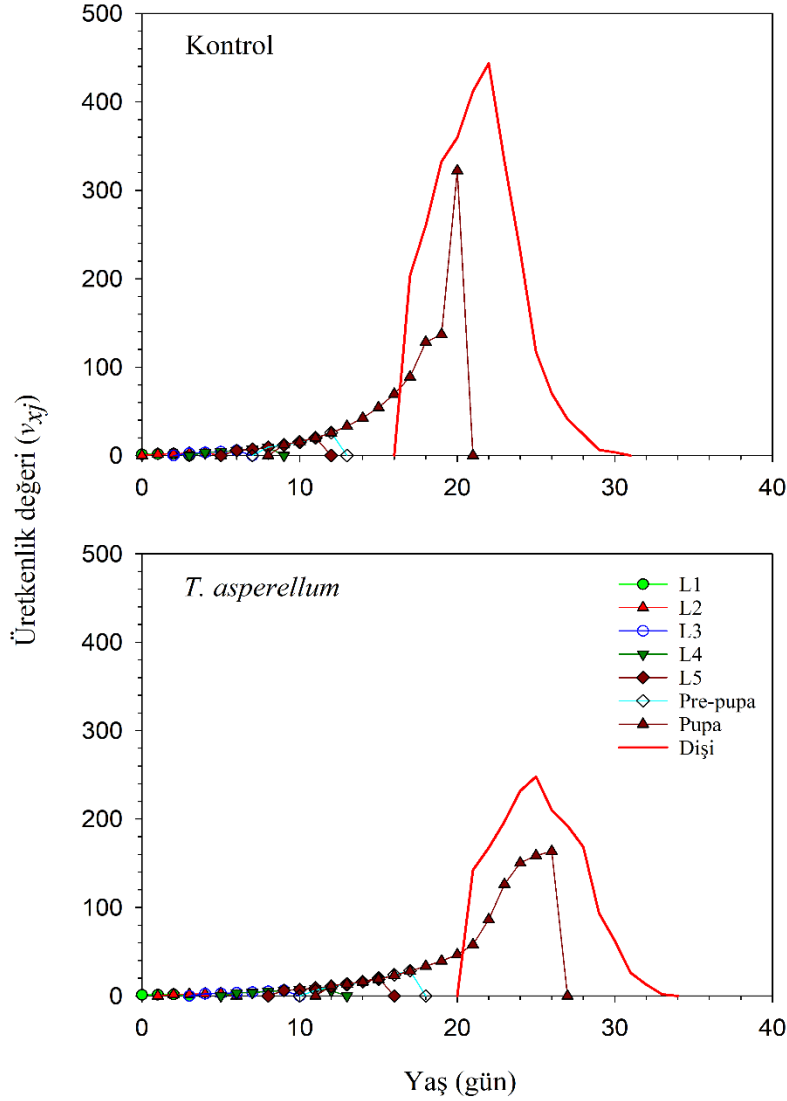 500
Kontrol
400
300
200
100
0
0
10
20
30
40
Üretkenlik değeri (vxj)
500
T. asperellum
400
300
200
100
0
L1
L2
L3
L4
L5
Pre-pupa
Pupa
Dişi
0
10
20
30
40
Yaş (gün)